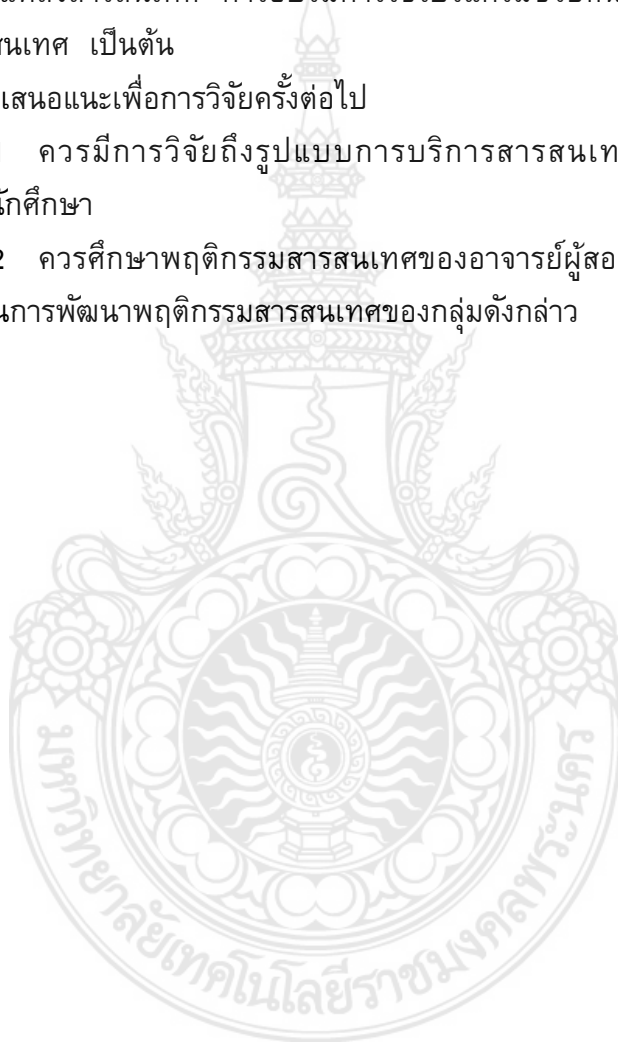 สนเทศ เป็นต้น
เสนอแนะเพื่อการวิจัยครั้งต่อไป
ควรมีการวิจัยถึงรูปแบบการบริการสารสนเท
นักศึกษา
2 ควรศึกษาพฤติกรรมสารสนเทศของอาจารย์ผู้สอ
นการพัฒนาพฤติกรรมสารสนเทศของกลุ่มดังกล่าว
มหาวิทยาลัยเทคโนโลยีราชมงคลพระนคร